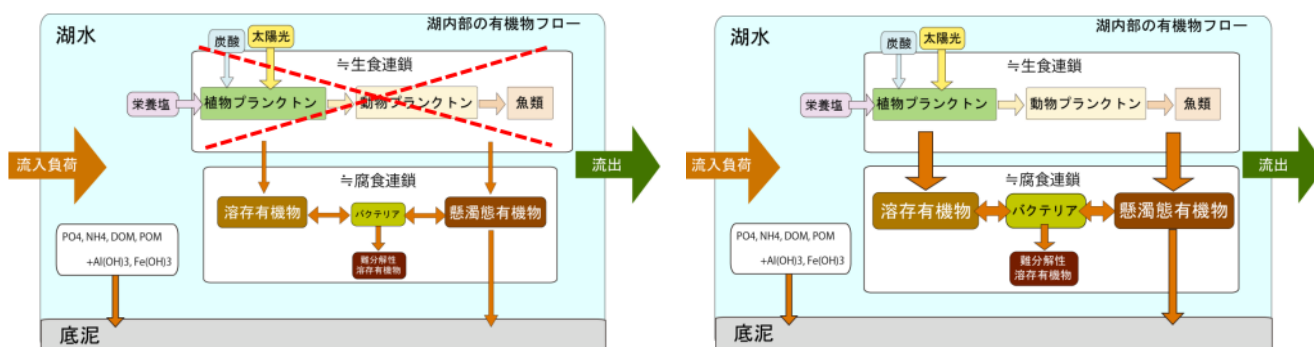 湖内部の有機物フロー
湖水
炭酸
太陽光
≒生食連鎖
栄養塩
植物プランクトン
動物プランクトン
魚類
流入負荷
流出
≒腐食連鎖
溶存有機物
バクテリア
懸濁態有機物
PO4, NH4, DOM, POM
+Al(OH)3, Fe(OH)3
難分解性
溶存有機物
底泥
湖内部の有機物フロー
湖水
炭酸
太陽光
≒生食連鎖
栄養塩
植物プランクトン
動物プランクトン
魚類
流入負荷
流出
≒腐食連鎖
溶存有機物
バクテリア
懸濁態有機物
PO4, NH4, DOM, POM
+Al(OH)3, Fe(OH)3
難分解性
溶存有機物
底泥